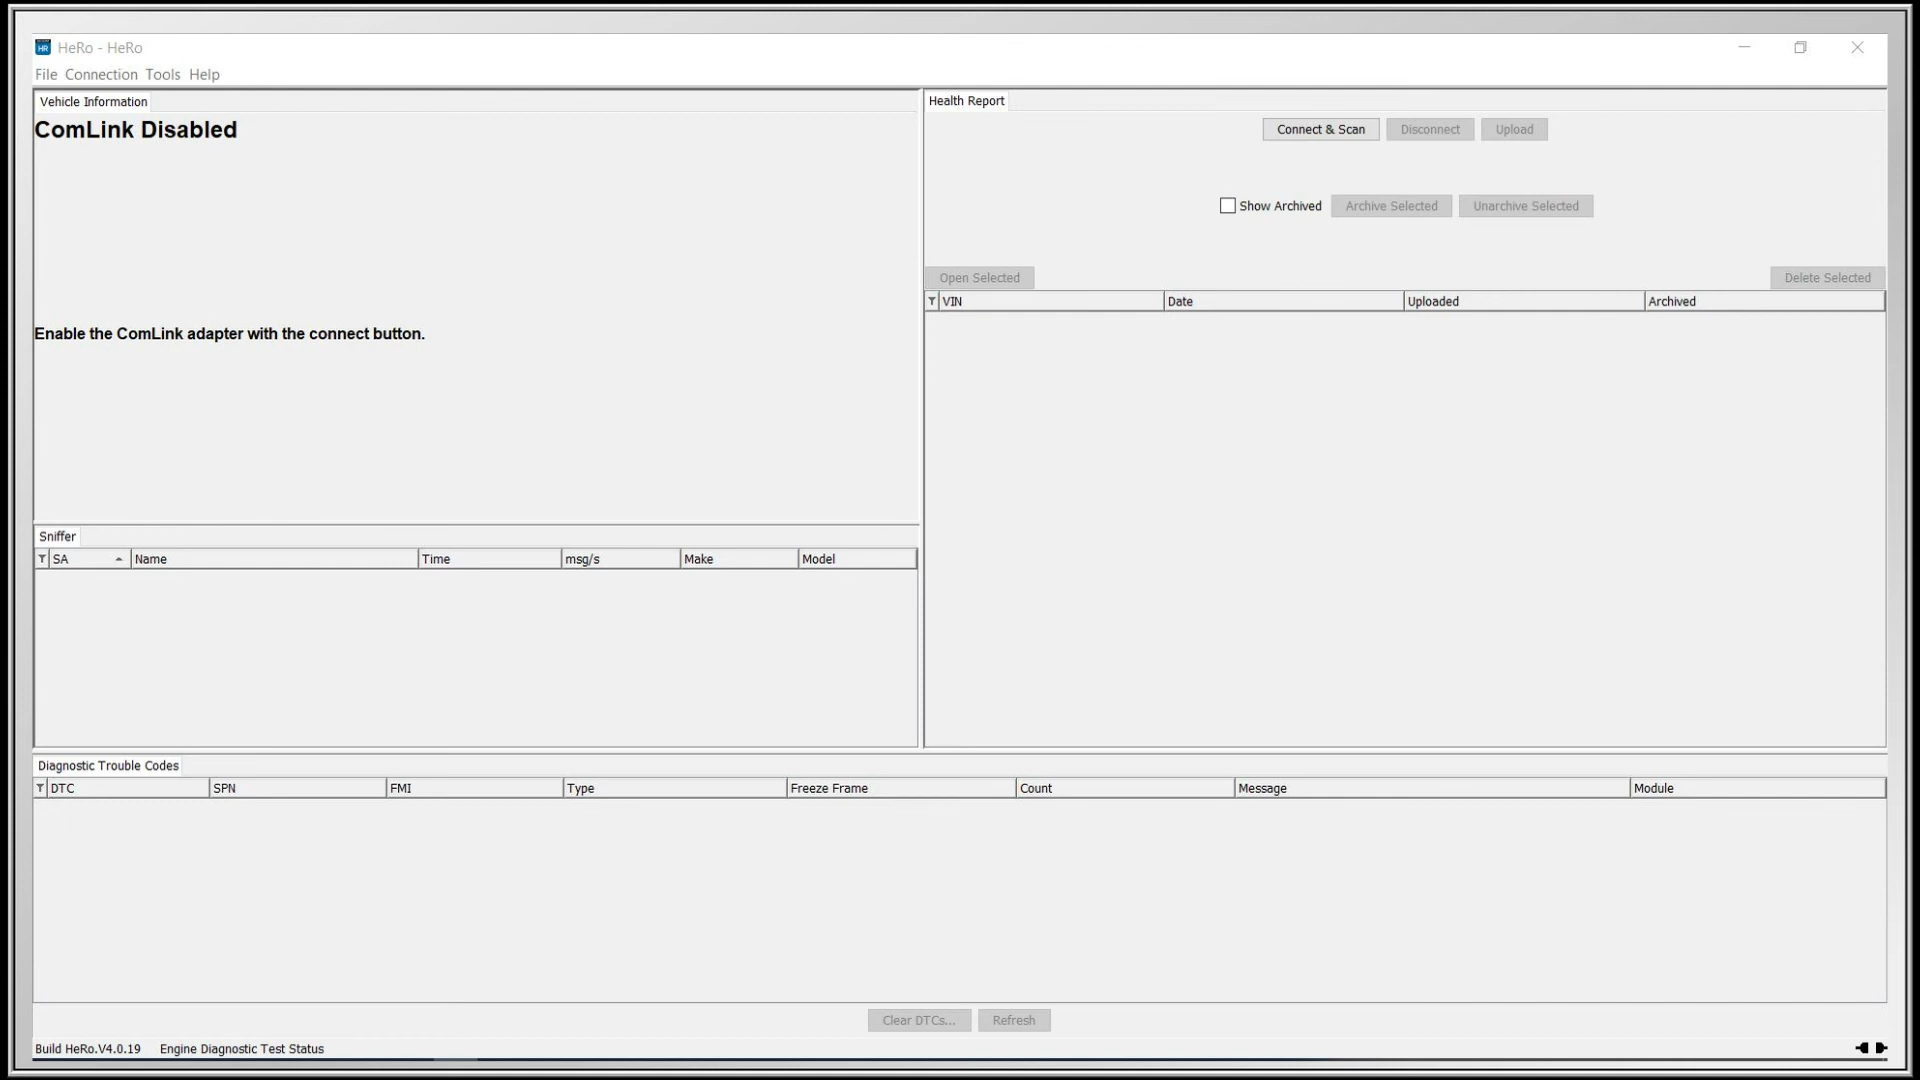 HR HeRo - HeRo
File Connection Tools Help
Vehicle Information
ComLink Disabled
Enable the ComLink adapter with the connect button.
Sniffer
SA Name Time msg/s Make Model
Health Report
Connect & Scan Disconnect Upload
Show Archived Archive Selected Unarchive Selected
Open Selected Delete Selected
VIN Date Uploaded Archived
Diagnostic Trouble Codes
DTC SPN FMI Type Freeze Frame Count Message Module
Clear DTCs... Refresh
Build HeRo.V4.0.19 Engine Diagnostic Test Status